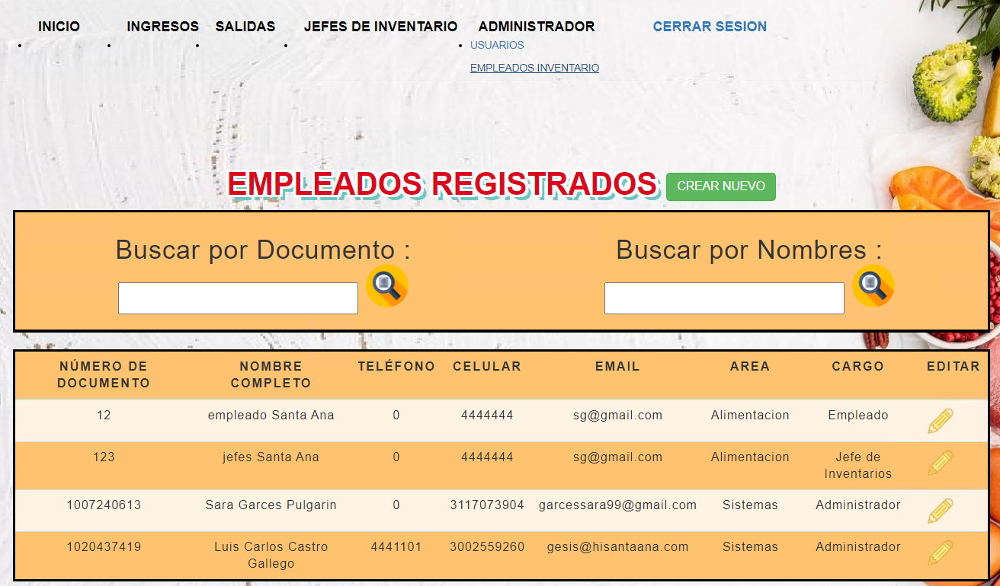 INICIO INGRESOS SALIDAS JEFES DE INVENTARIO ADMINISTRADOR CERRAR SESION
USUARIOS
EMPLEADOS INVENTARIO
EMPLEADOS REGISTRADOS CREAR NUEVO
Buscar por Documento : Buscar por Nombres :
NÚMERO DE NOMBRE TELÉFONO CELULAR EMAIL AREA CARGO EDITAR
DOCUMENTO COMPLETO
12 empleado Santa Ana 0 4444444 sg@gmail.com Alimentacion Empleado
123 jefes Santa Ana 0 4444444 sg@gmail.com Alimentacion Jefe de
Inventarios
1007240613 Sara Garces Pulgarin 0 3117073904 garcessara99@gmail.com Sistemas Administrador
1020437419 Luis Carlos Castro 4441101 3002559260 gesis@hisantaana.com Sistemas Administrador
Gallego